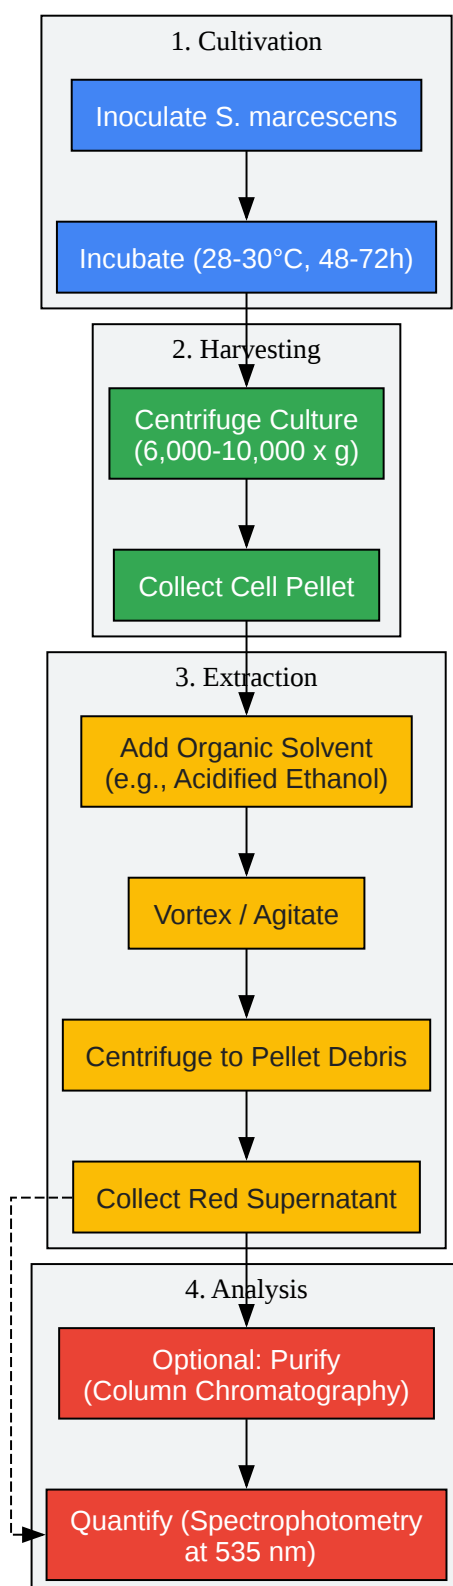 1. Cultivation
Inoculate S. marcescens
Incubate (28-30°C, 48-72h)
2. Harvesting
Centrifuge Culture
(6,000-10,000 x g)
Collect Cell Pellet
3. Extraction
Add Organic Solvent
(e.g., Acidified Ethanol)
Vortex / Agitate
Centrifuge to Pellet Debris
Collect Red Supernatant
4. Analysis
Optional: Purify
(Column Chromatography)
Quantify (Spectrophotometry
at 535 nm)